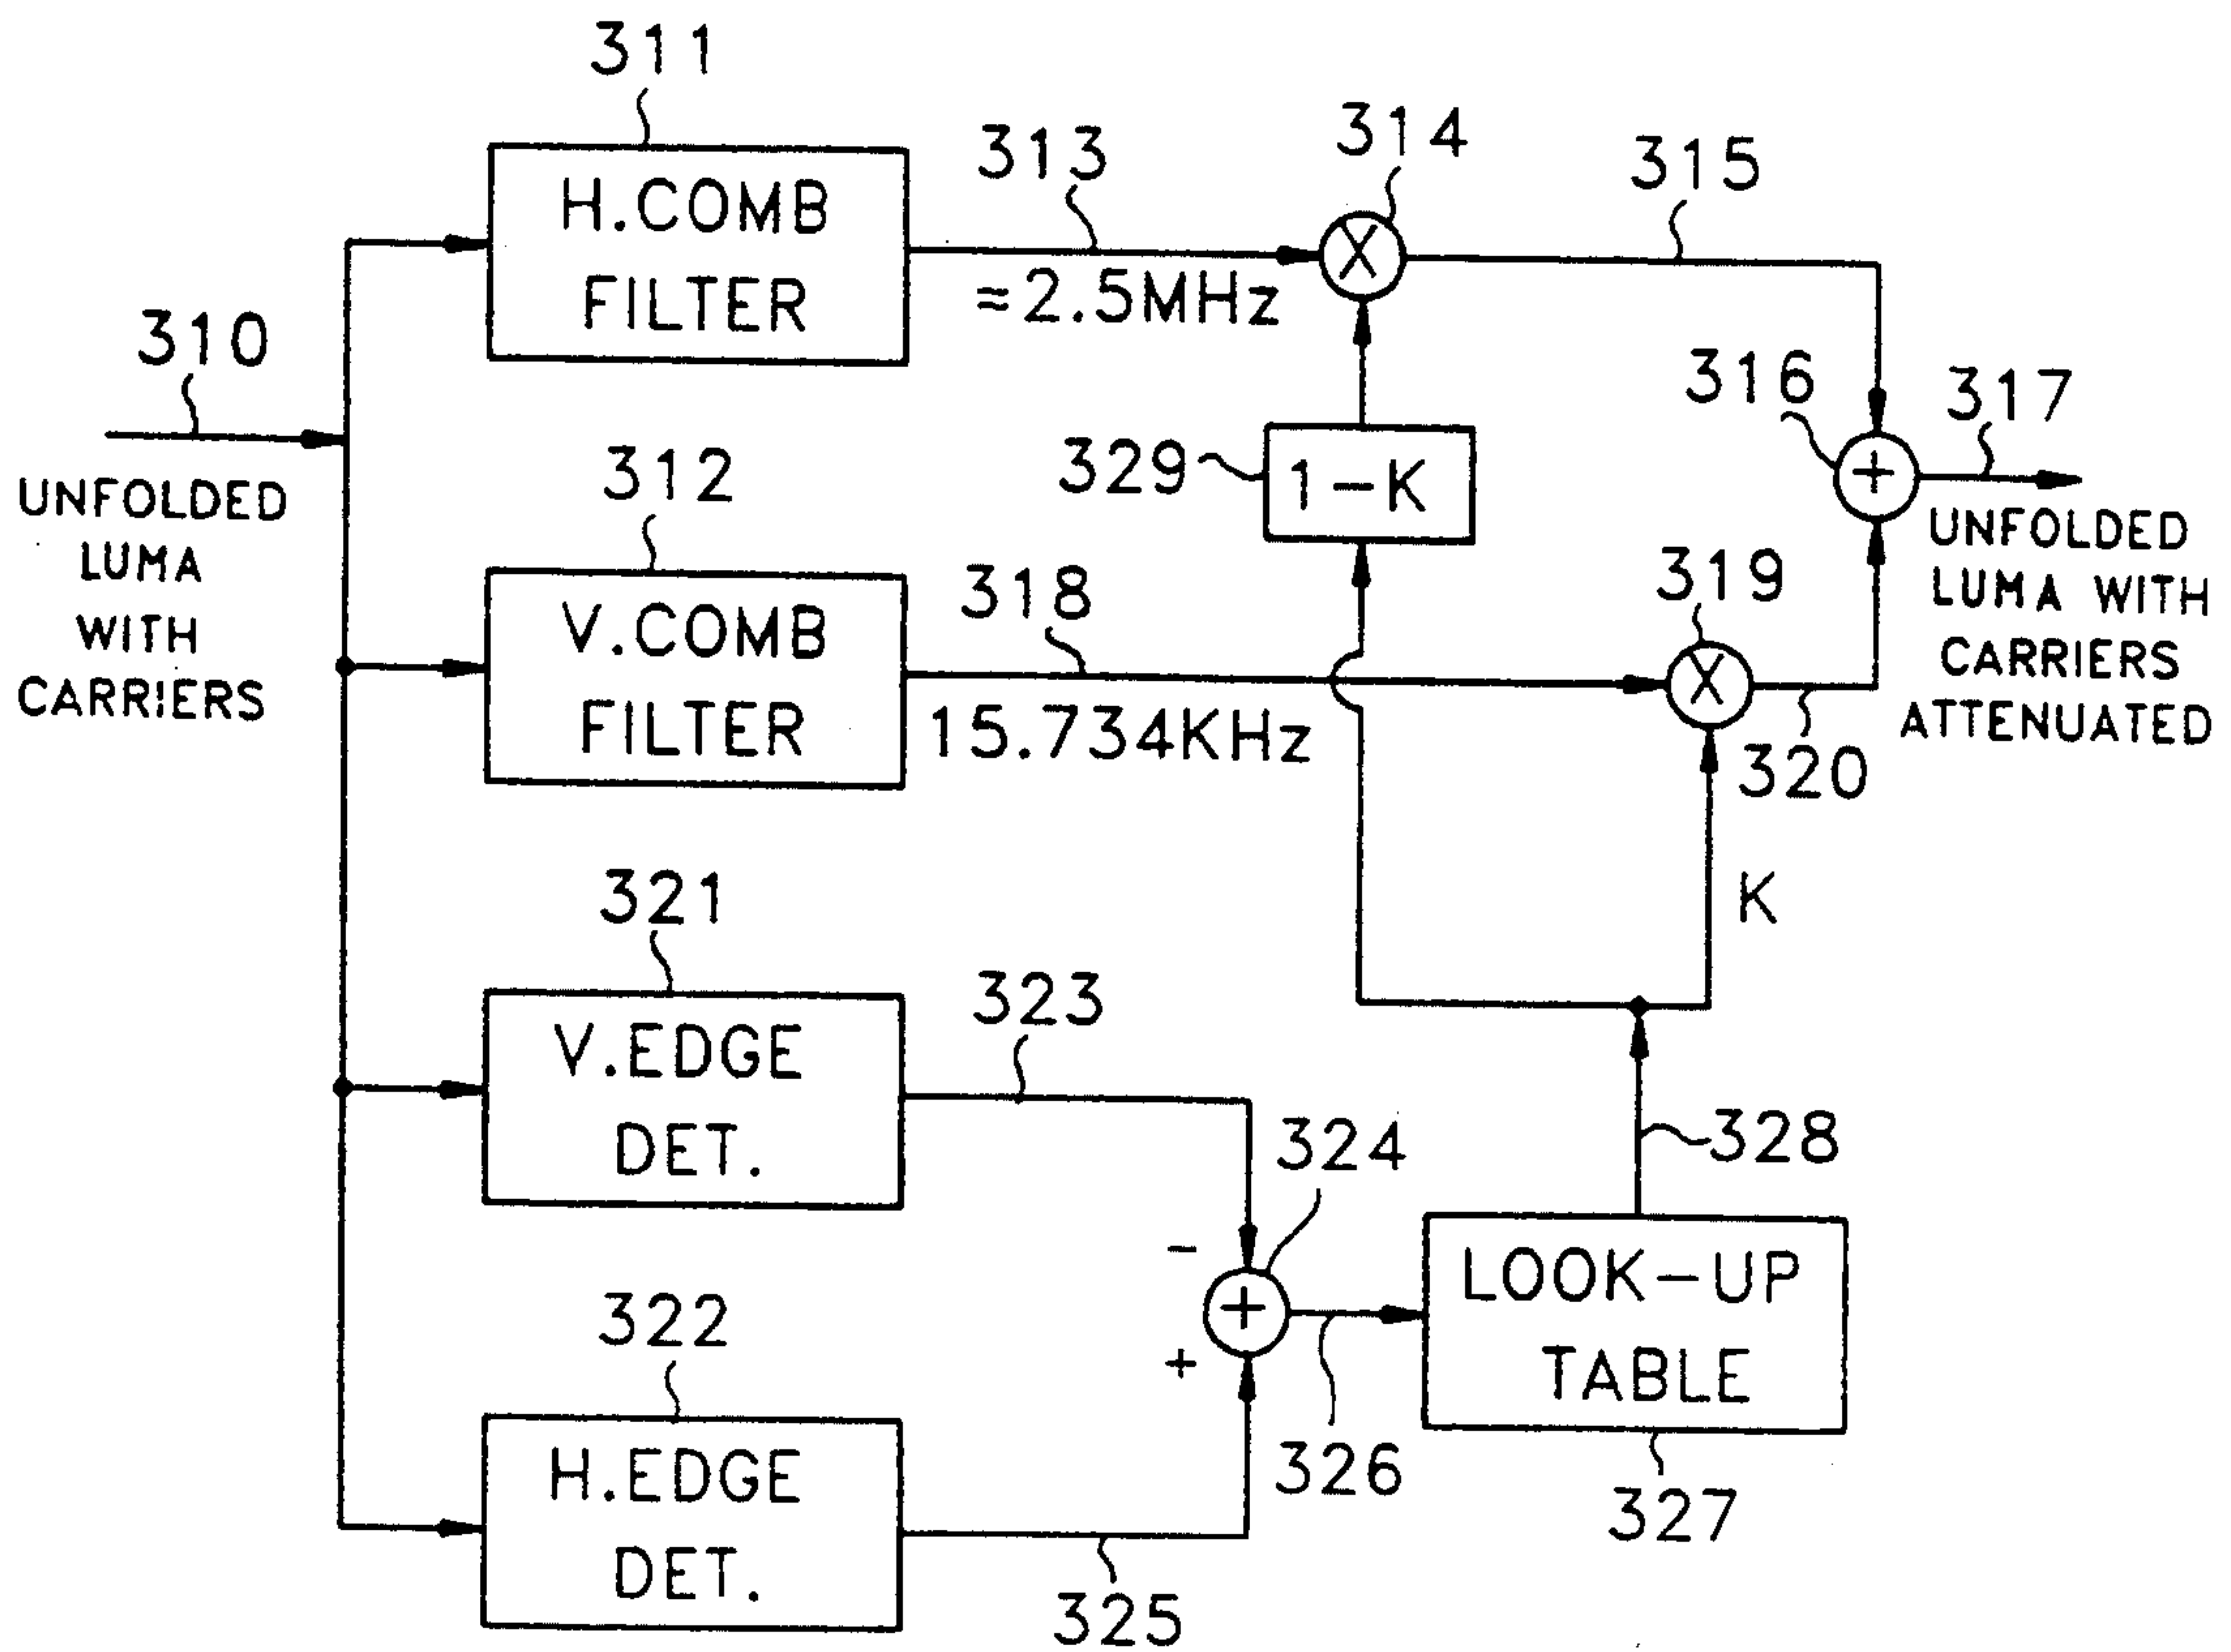 311
H.COMB
FILTER
313
≈2.5MHz
314
315
310
UNFOLDED
LUMA
WITH
CARRIERS
312
V.COMB
FILTER
318
15.734KHz
329
1-K
316
317
UNFOLDED
LUMA WITH
CARRIERS
ATTENUATED
319
320
K
321
V.EDGE
DET.
323
-
+
324
+
328
322
H.EDGE
DET.
325
326
LOOK-UP
TABLE
327